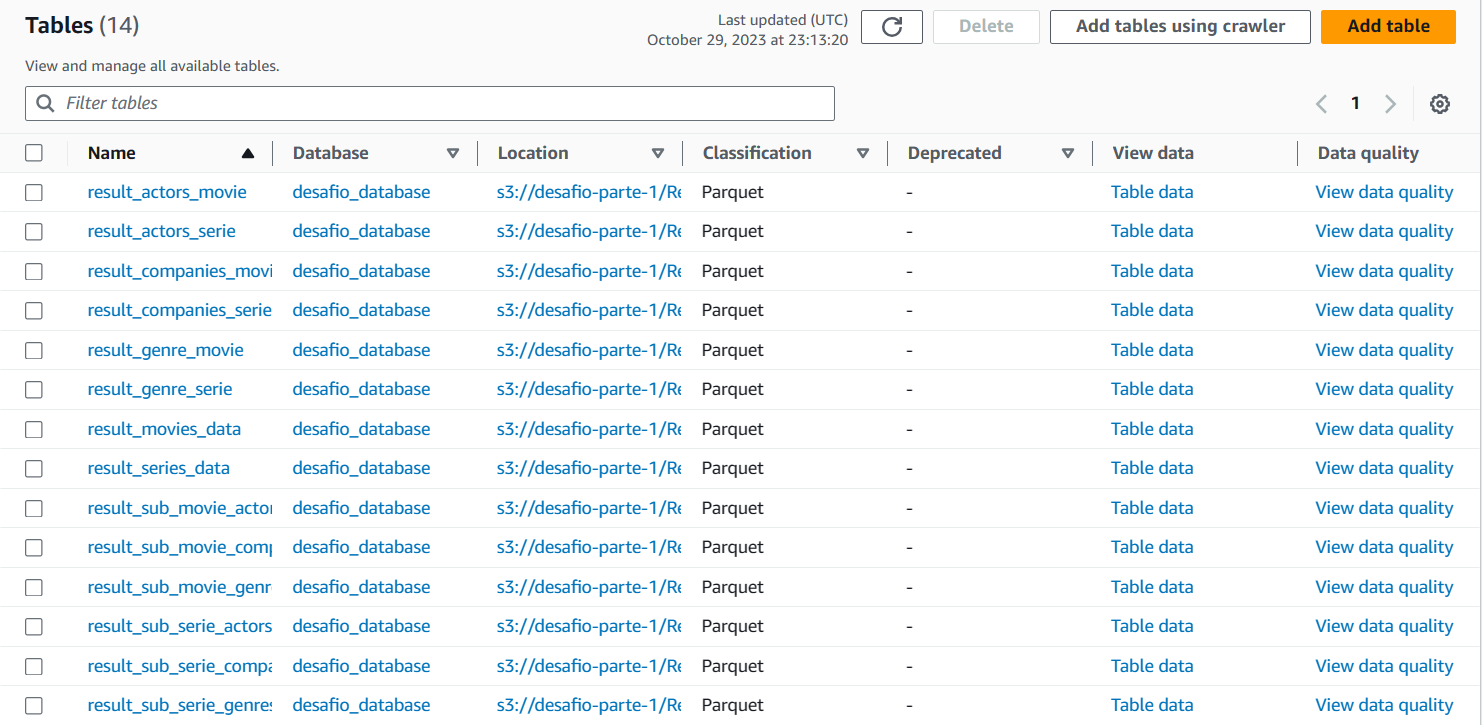 Tables (14)
Last updated (UTC)
October 29, 2023 at 23:13:20
Delete
Add tables using crawler
Add table
View and manage all available tables.
Filter tables
1
Name Database Location Classification Deprecated View data Data quality
result_actors_movie desafio_database s3://desafio-parte-1/Re Parquet - Table data View data quality
result_actors_serie desafio_database s3://desafio-parte-1/Re Parquet - Table data View data quality
result_companies_movi desafio_database s3://desafio-parte-1/Re Parquet - Table data View data quality
result_companies_serie desafio_database s3://desafio-parte-1/Re Parquet - Table data View data quality
result_genre_movie desafio_database s3://desafio-parte-1/Re Parquet - Table data View data quality
result_genre_serie desafio_database s3://desafio-parte-1/Re Parquet - Table data View data quality
result_movies_data desafio_database s3://desafio-parte-1/Re Parquet - Table data View data quality
result_series_data desafio_database s3://desafio-parte-1/Re Parquet - Table data View data quality
result_sub_movie_actor desafio_database s3://desafio-parte-1/Re Parquet - Table data View data quality
result_sub_movie_comp desafio_database s3://desafio-parte-1/Re Parquet - Table data View data quality
result_sub_movie_genr desafio_database s3://desafio-parte-1/Re Parquet - Table data View data quality
result_sub_serie_actors desafio_database s3://desafio-parte-1/Re Parquet - Table data View data quality
result_sub_serie_compa desafio_database s3://desafio-parte-1/Re Parquet - Table data View data quality
result_sub_serie_genres desafio_database s3://desafio-parte-1/Re Parquet - Table data View data quality